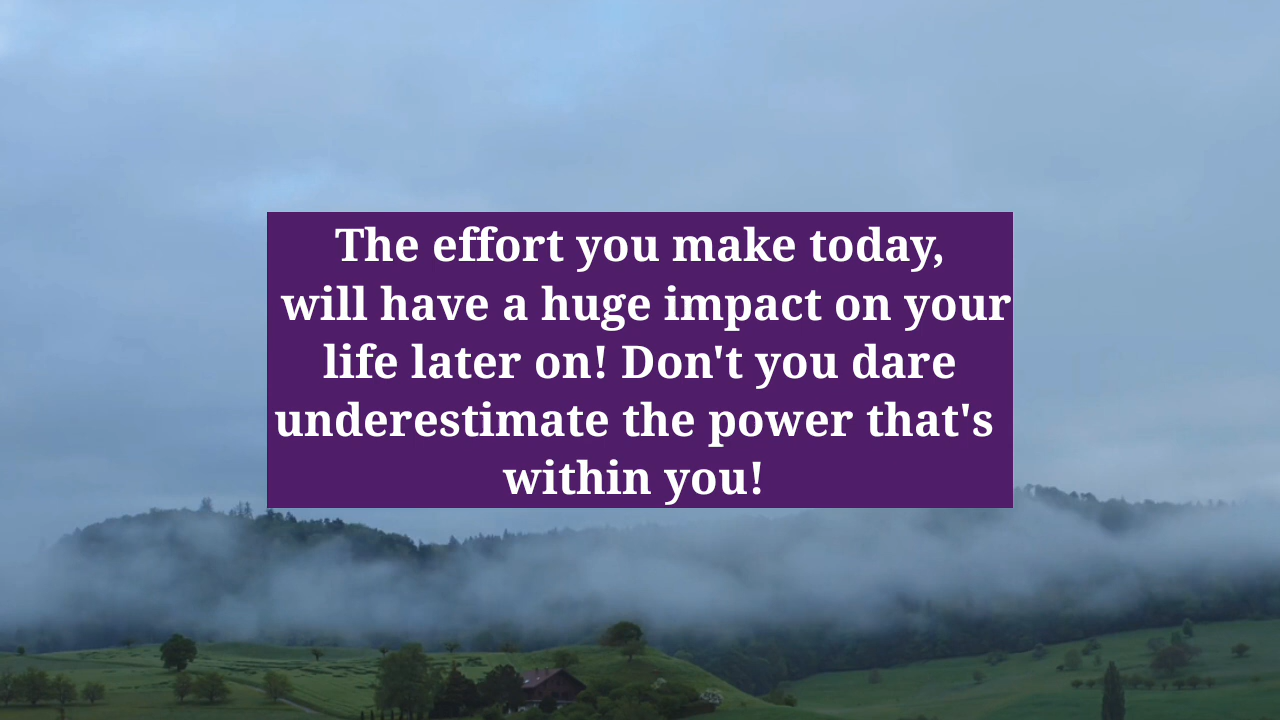 The effort you make today,
will have a huge impact on your
life later on! Don't you dare
underestimate the power that's
within you!